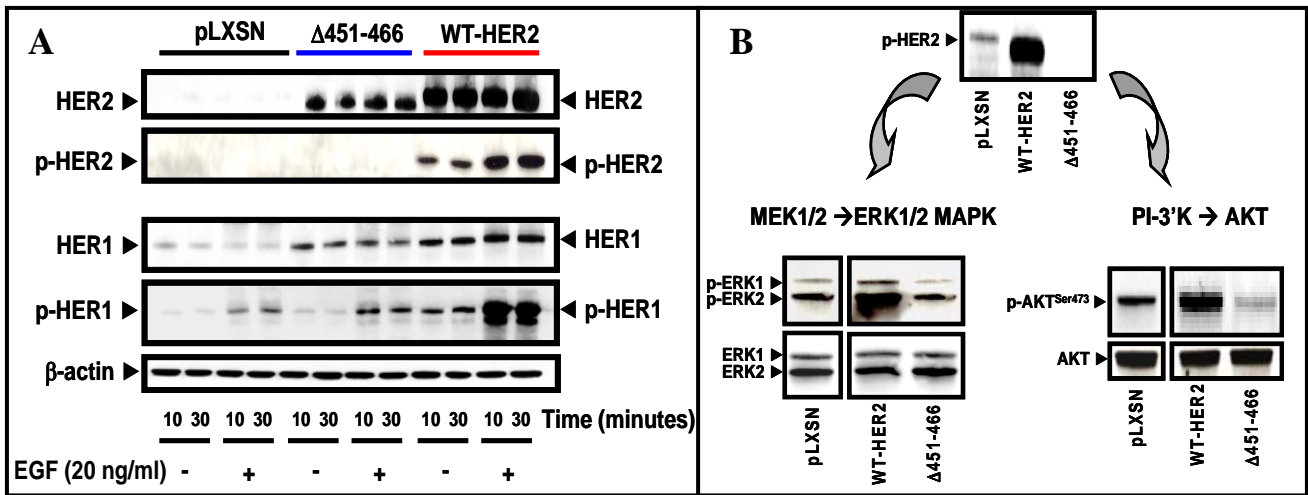 A
pLXSN Δ451-466 WT-HER2
HER2 HER2
p-HER2 p-HER2
HER1 HER1
p-HER1 p-HER1
β-actin
10 30 10 30 10 30 10 30 10 30 10 30 Time (minutes)
EGF (20 ng/ml) - + - + - +
B
p-HER2
pLXSN WT-HER2 Δ451-466
MEK1/2 → ERK1/2 MAPK
p-ERK1
p-ERK2
ERK1
ERK2
pLXSN WT-HER2 Δ451-466
PI-3'K → AKT
p-AKTSer473
AKT
pLXSN WT-HER2 Δ451-466